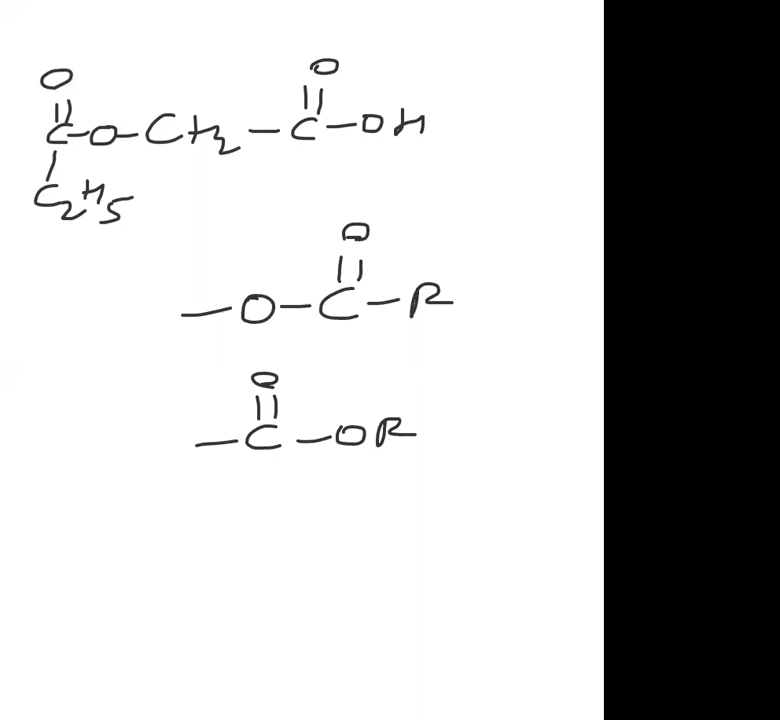 O O
|| ||
C-O-CH2-C-OH
|
C2H5
O
||
-O-C-R
O
||
-C-OR